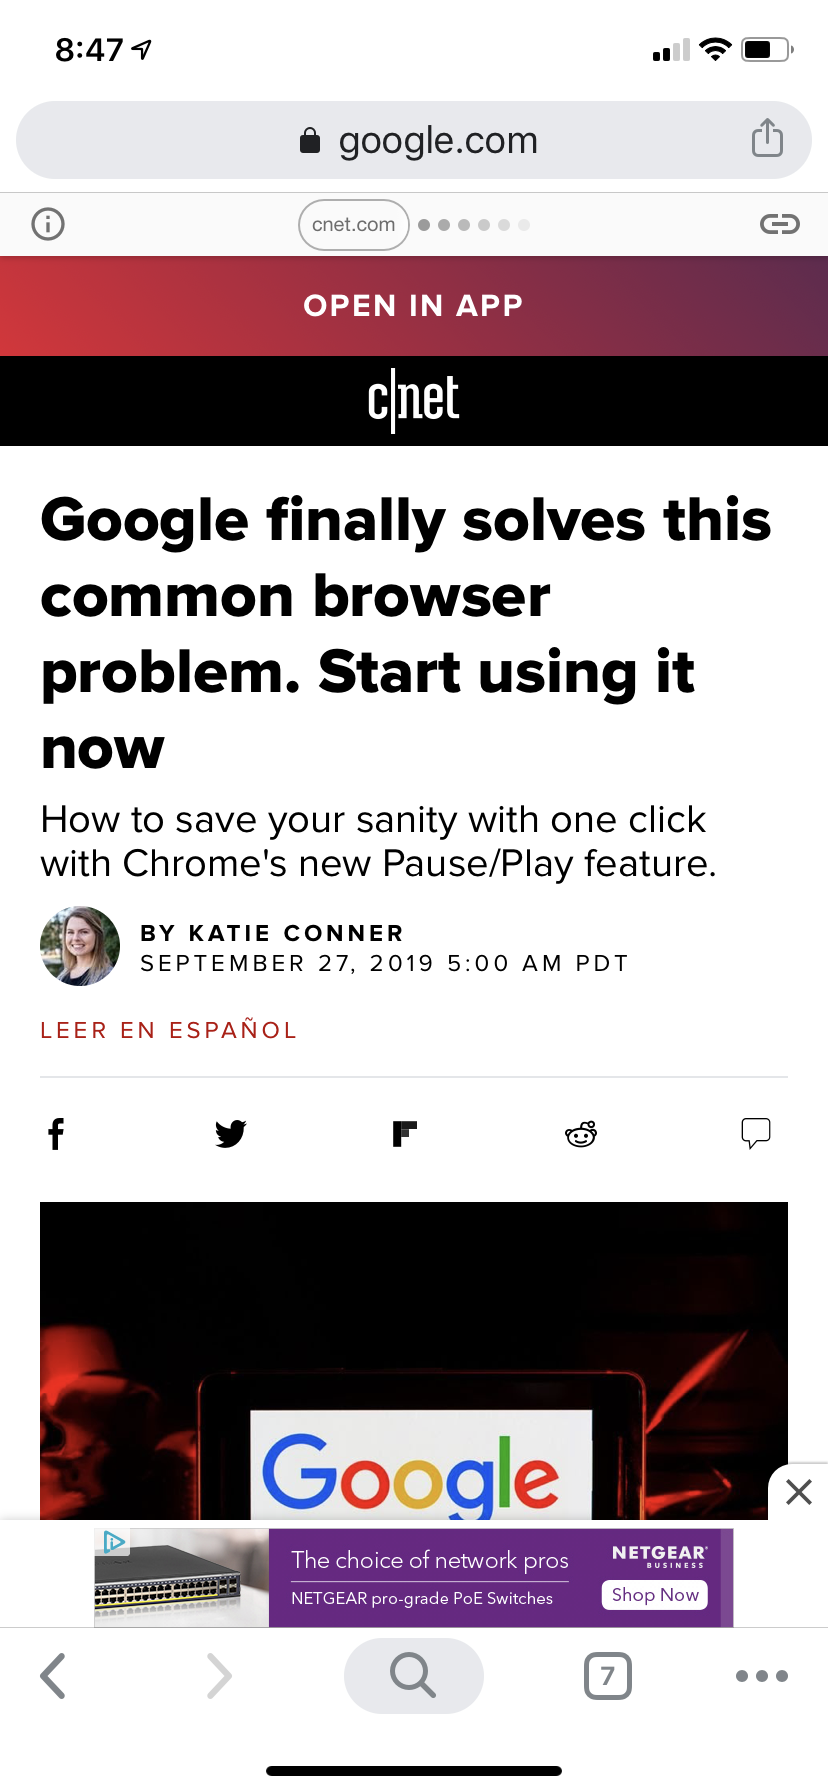 8:47
google.com
cnet.com
OPEN IN APP
c|net
Google finally solves this
common browser
problem. Start using it
now
How to save your sanity with one click
with Chrome's new Pause/Play feature.
BY KATIE CONNER
SEPTEMBER 27, 2019 5:00 AM PDT
LEER EN ESPAÑOL
Google
The choice of network pros
NETGEAR pro-grade PoE Switches
NETGEAR
BUSINESS
Shop Now
7